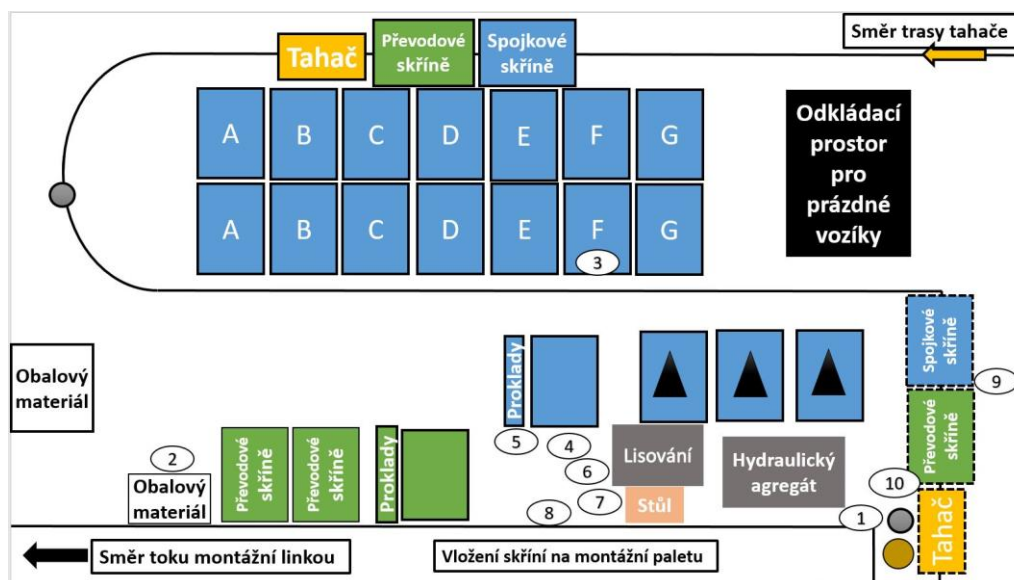 Směr trasy tahače
Tahač
Převodové
skříně
Spojkové
skříně
A B C D E F G
Odkládací
prostor
pro
prázdné
vozíky
A B C D E F G
3
Spojkové
skříně
9
Obalový
materiál
Proklady
5
4
6
Lisování
Hydraulický
agregát
Převodové
skříně
10
2
Obalový
materiál
Převodové
skříně
Převodové
skříně
Proklady
7
Stůl
8
1
Tahač
Směr toku montážní linkou
Vložení skříní na montážní paletu